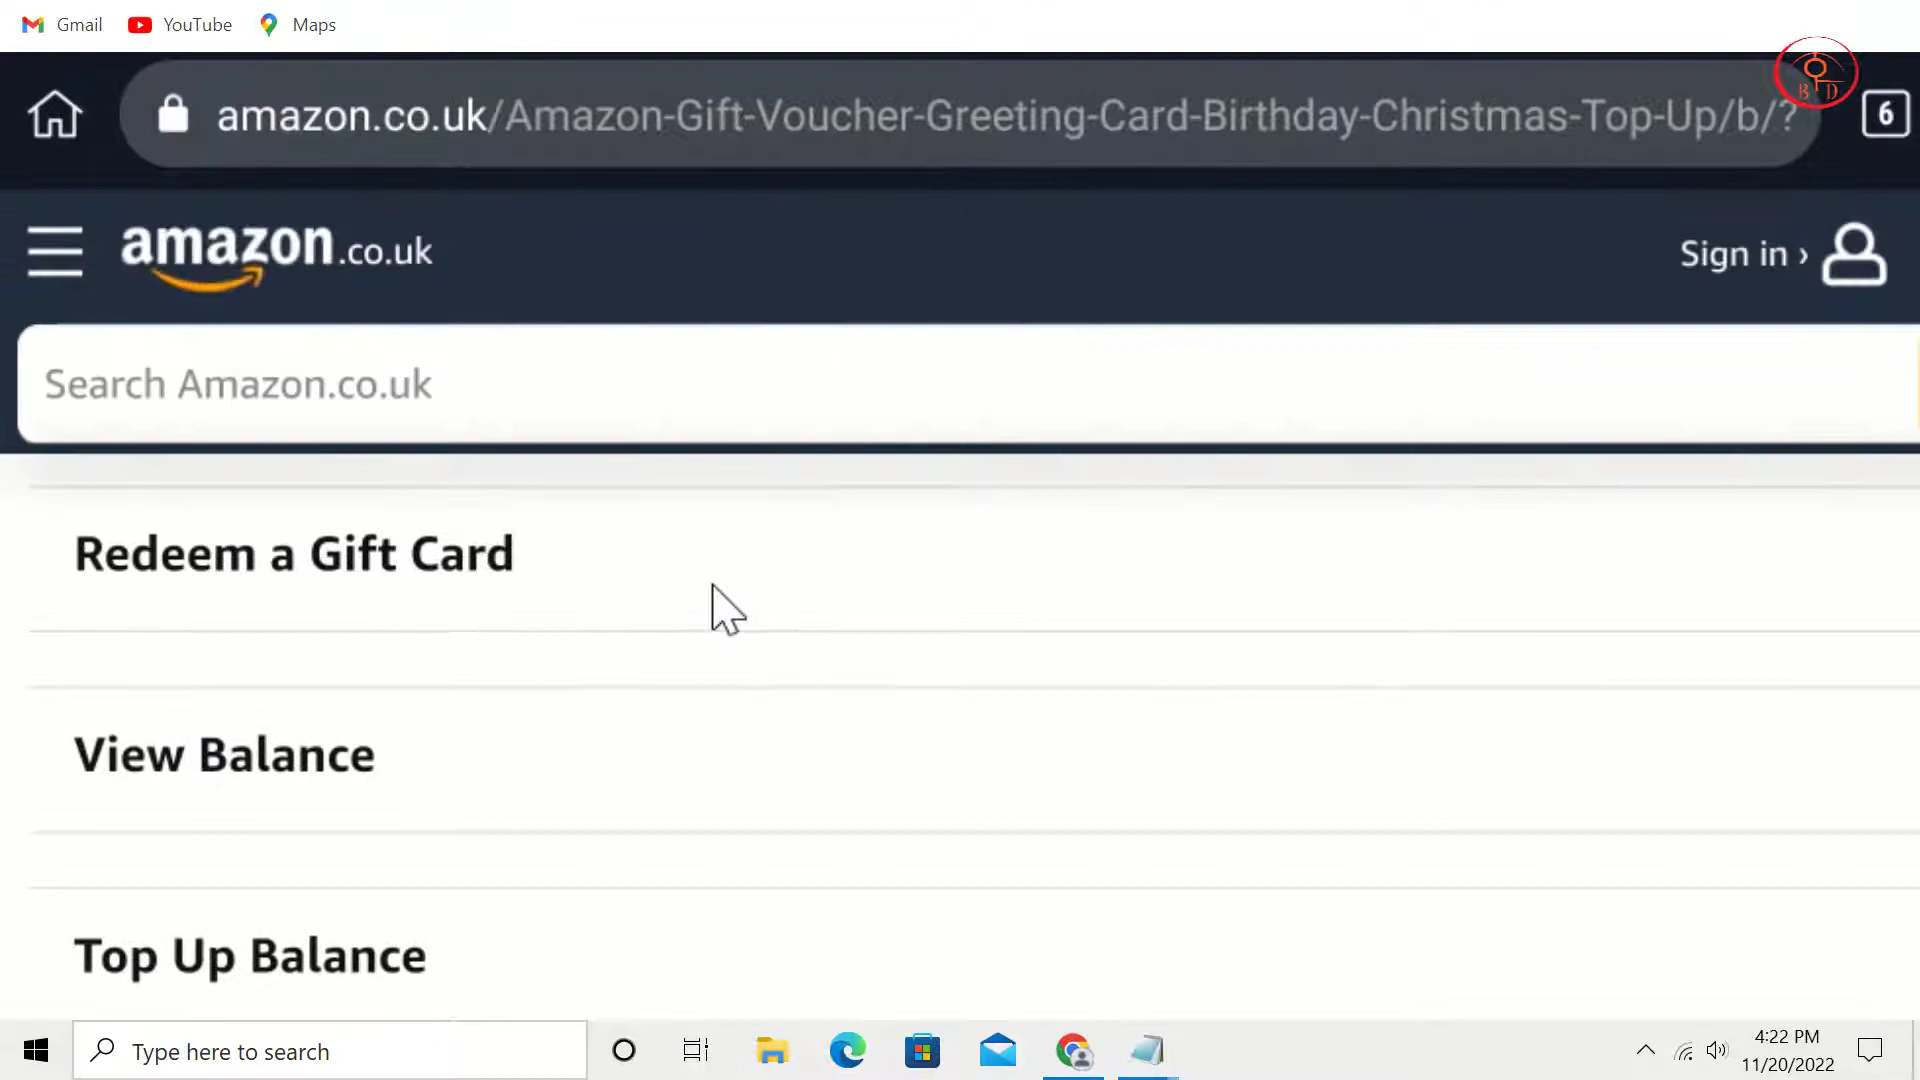 Gmail YouTube Maps
amazon.co.uk/Amazon-Gift-Voucher-Greeting-Card-Birthday-Christmas-Top-Up/b/? 6
B D
amazon.co.uk Sign in ›
Search Amazon.co.uk
Redeem a Gift Card
View Balance
Top Up Balance
Type here to search
4:22 PM
11/20/2022